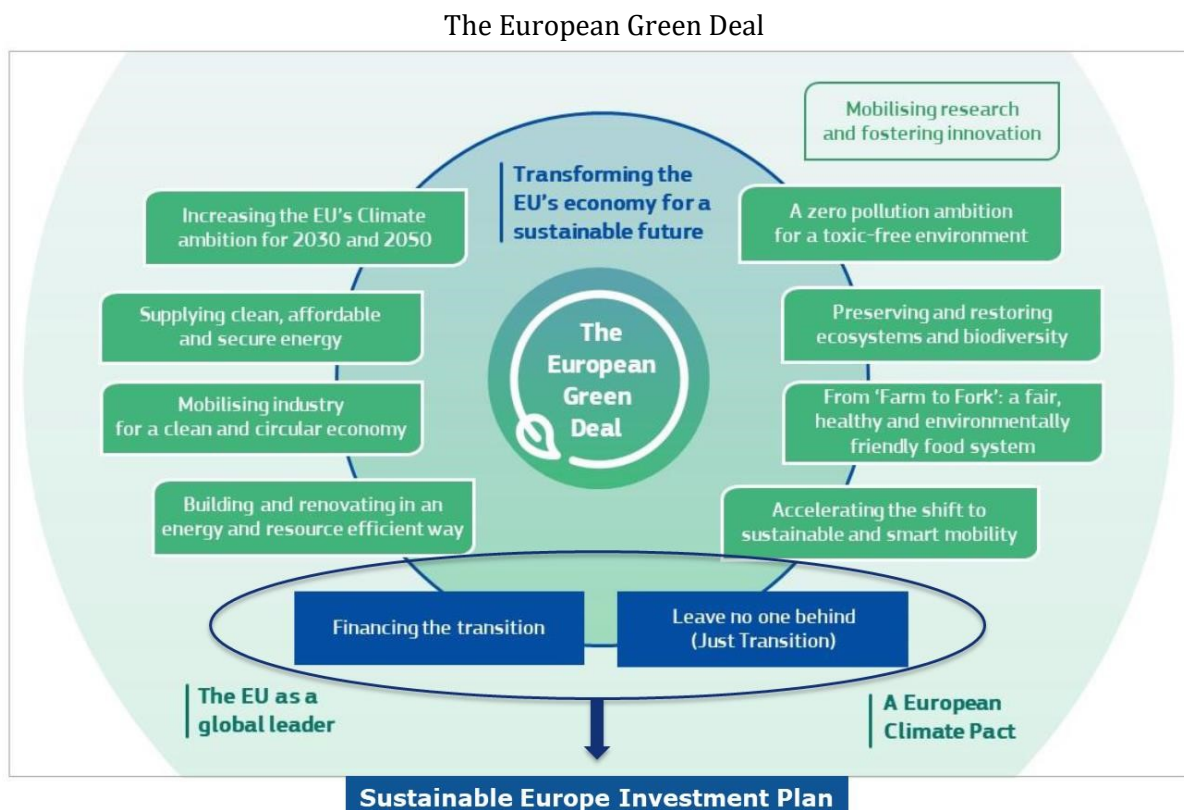 The European Green Deal
Mobilising research
and fostering innovation
Transforming the
EU's economy for a
sustainable future
Increasing the EU's Climate
ambition for 2030 and 2050
A zero pollution ambition
for a toxic-free environment
Supplying clean, affordable
and secure energy
Preserving and restoring
ecosystems and biodiversity
The
European
Green
Deal
Mobilising industry
for a clean and circular economy
From ‘Farm to Fork’: a fair,
healthy and environmentally
friendly food system
Building and renovating in an
energy and resource efficient way
Accelerating the shift to
sustainable and smart mobility
Financing the transition
Leave no one behind
(Just Transition)
The EU as a
global leader
A European
Climate Pact
Sustainable Europe Investment Plan